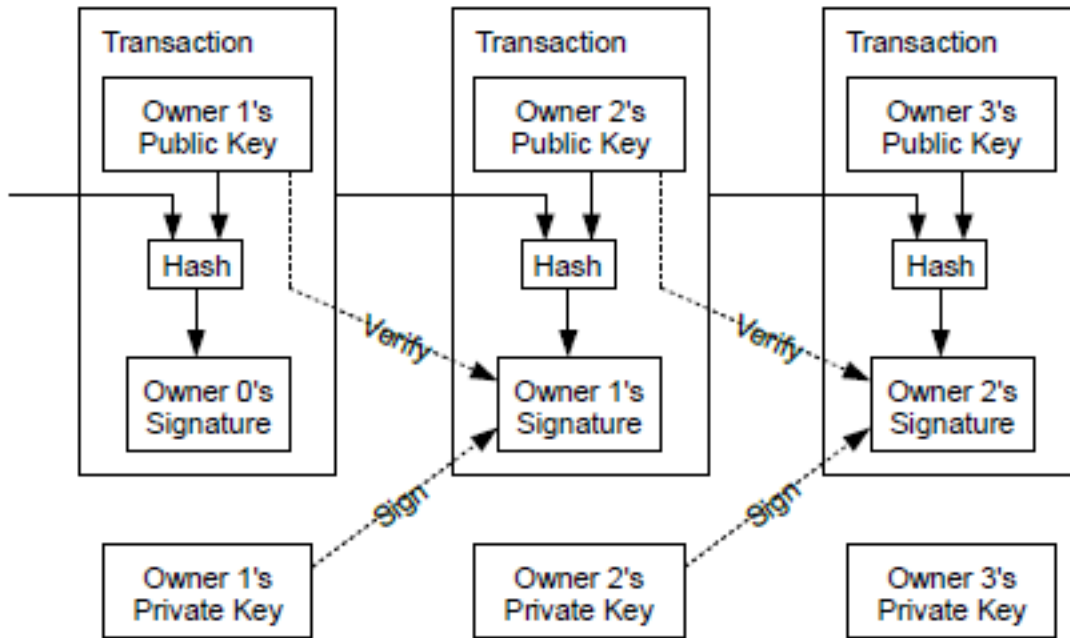 Transaction
Owner 1's
Public Key
Hash
Verify
Owner 0's
Signature
Sign
Owner 1's
Private Key
Transaction
Owner 2's
Public Key
Hash
Verify
Owner 1's
Signature
Sign
Owner 2's
Private Key
Transaction
Owner 3's
Public Key
Hash
Owner 2's
Signature
Owner 3's
Private Key